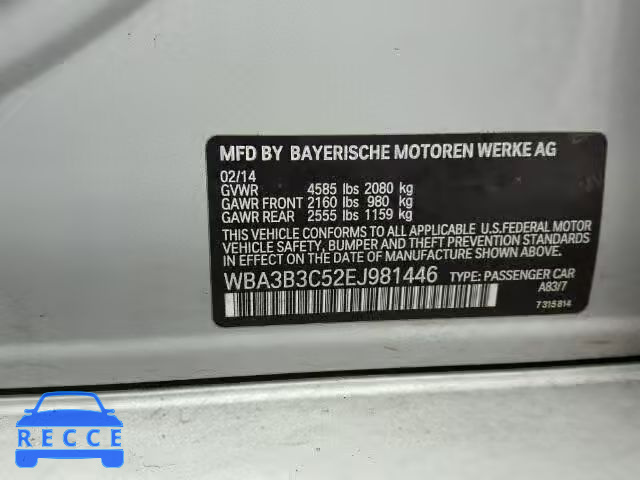 MFD BY BAYERISCHE MOTOREN WERKE AG
02/14
GVWR 4585 lbs 2080 kg
GAWR FRONT 2160 lbs 980 kg
GAWR REAR 2555 lbs 1159 kg
THIS VEHICLE CONFORMS TO ALL APPLICABLE U.S.FEDERAL MOTOR
VEHICLE SAFETY, BUMPER AND THEFT PREVENTION STANDARDS
IN EFFECT ON THE DATE OF MANUFACTURE SHOWN ABOVE.
WBA3B3C52EJ981446 TYPE: PASSENGER CAR
A83/7
7315814
RECCE